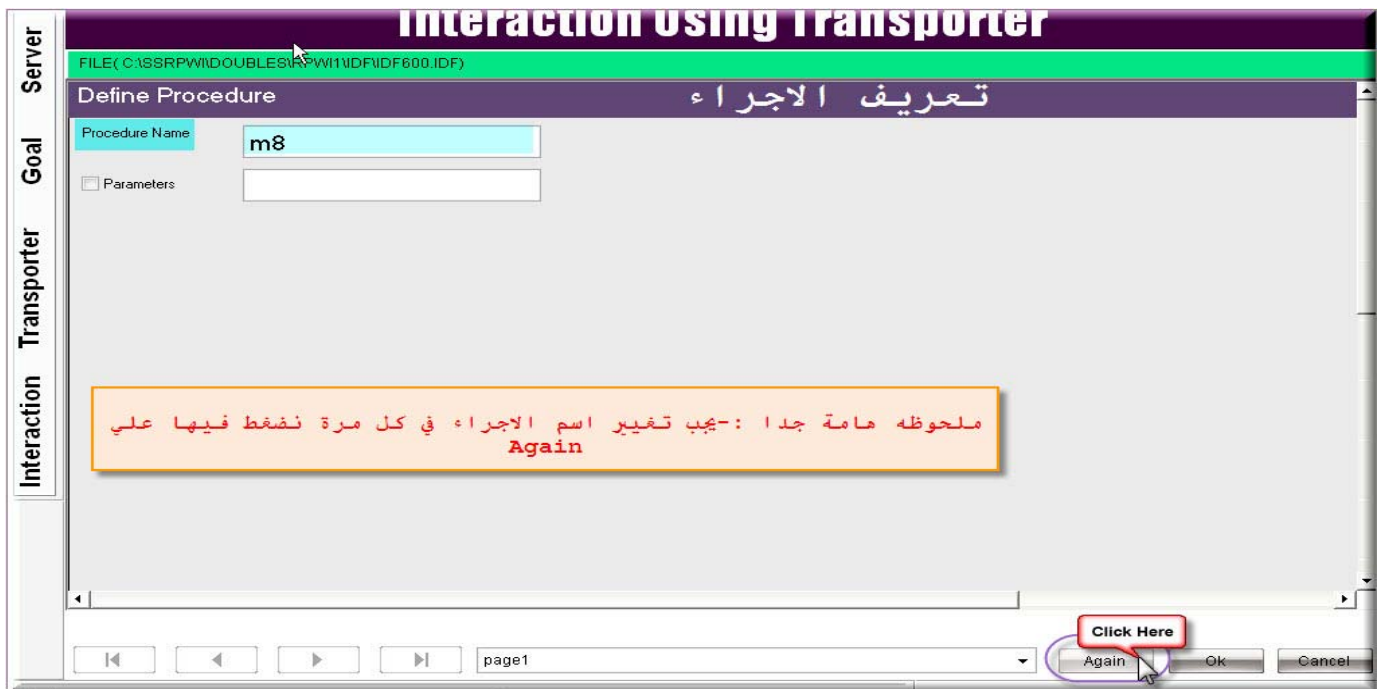 Interaction Using Transporter
Server
Goal
Transporter
Interaction
FILE( C:\SSRPWI\DOUBLES\RPWI1\IDF\IDF600.IDF)
Define Procedure
تعريف الاجراء
Procedure Name
m8
Parameters
ملحوظه هامة جدا :-يجب تغيير اسم الاجراء في كل مرة نضغط فيها علي
Again
Click Here
page1
Again
Ok
Cancel